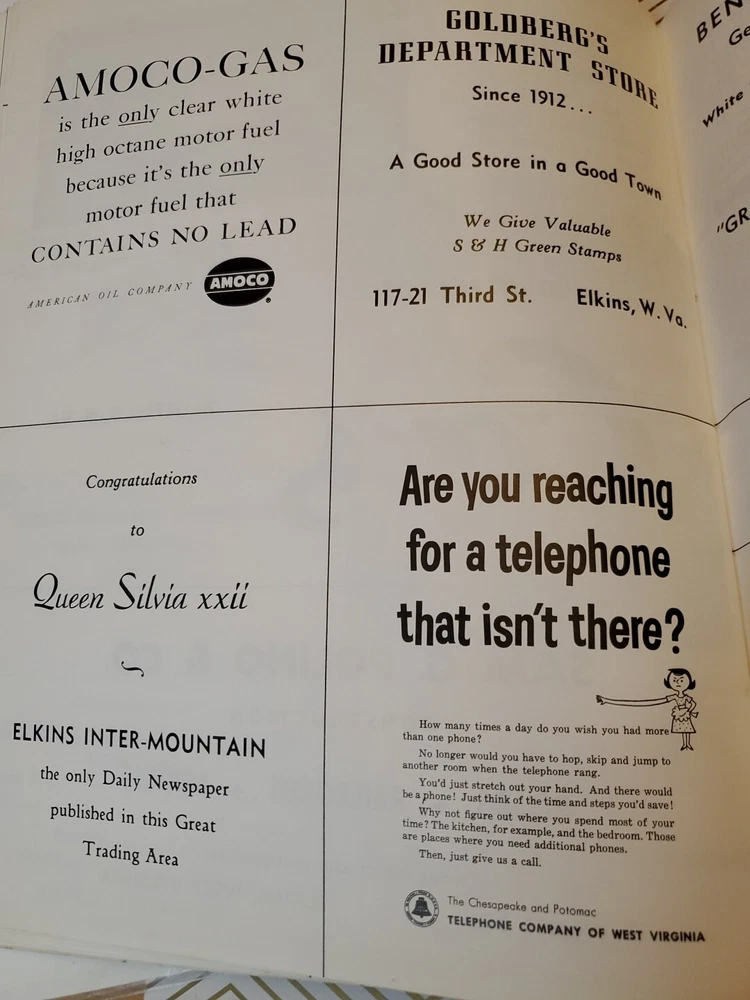 AMOCO-GAS
is the only clear white
high octane motor fuel
because it's the only
motor fuel that
CONTAINS NO LEAD
AMERICAN OIL COMPANY
AMOCO
GOLDBERG'S
DEPARTMENT STORE
Since 1912...
A Good Store in a Good Town
We Give Valuable
S & H Green Stamps
117-21 Third St. Elkins, W. Va.
BEN
Ge
White
"GR
Congratulations
to
Queen Silvia xxii
ELKINS INTER-MOUNTAIN
the only Daily Newspaper
published in this Great
Trading Area
Are you reaching
for a telephone
that isn't there?
How many times a day do you wish you had more
than one phone?
No longer would you have to hop, skip and jump to
another room when the telephone rang.
You'd just stretch out your hand. And there would
be a phone! Just think of the time and steps you'd save!
Why not figure out where you spend most of your
time? The kitchen, for example, and the bedroom. Those
are places where you need additional phones.
Then, just give us a call.
The Chesapeake and Potomac
TELEPHONE COMPANY OF WEST VIRGINIA